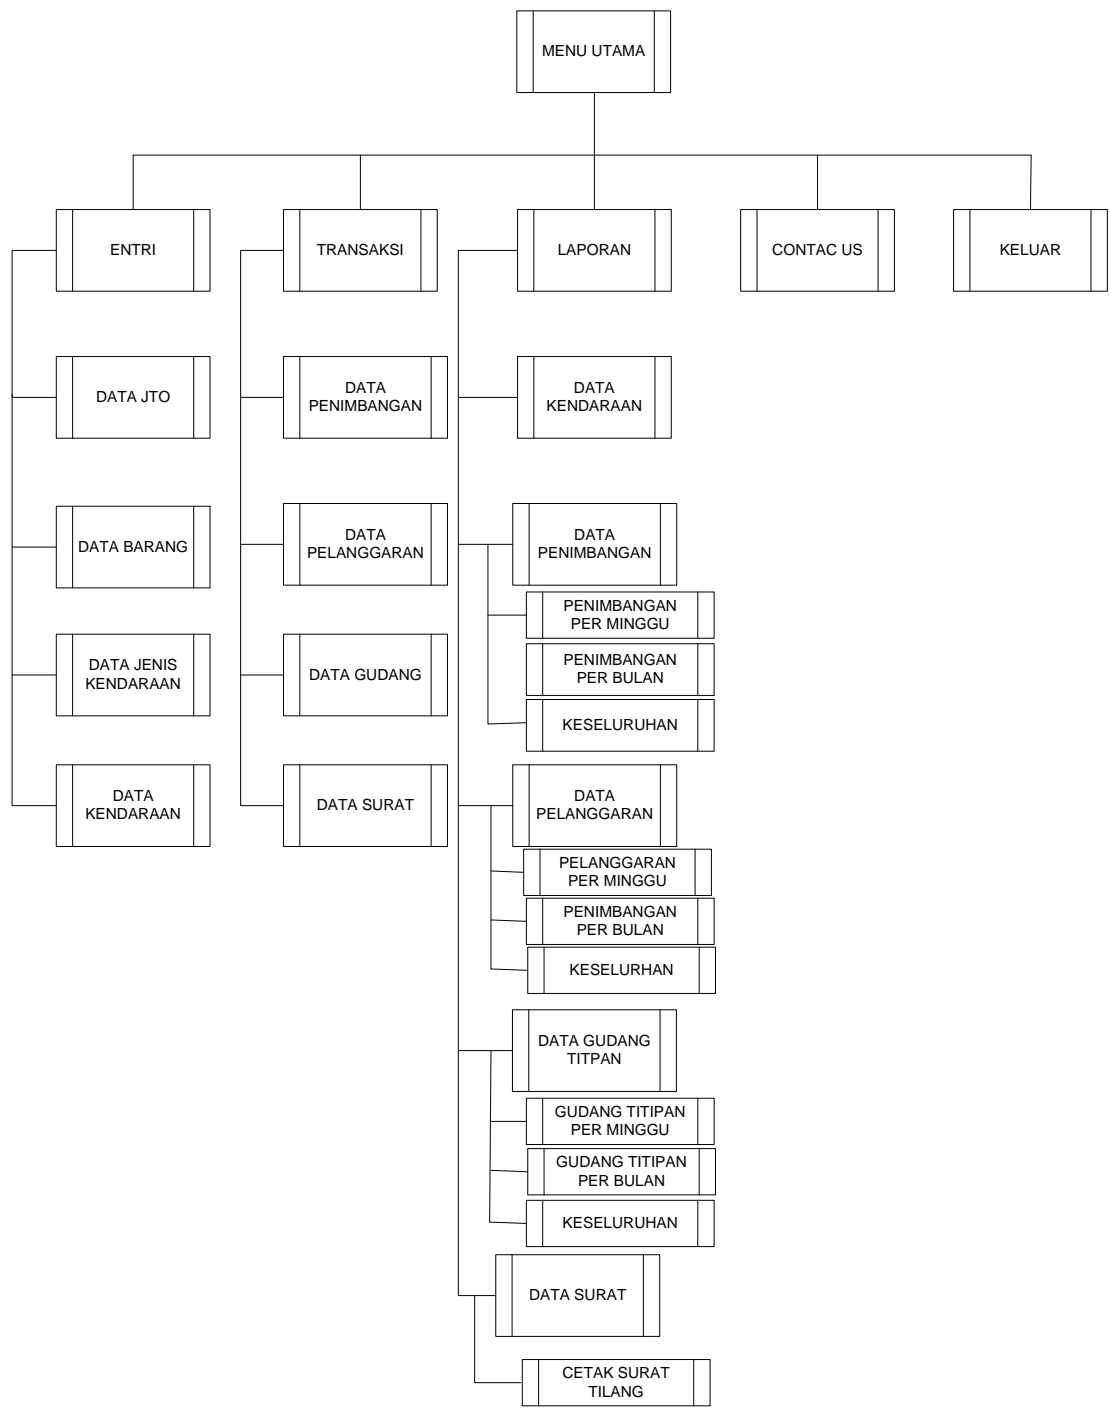 MENU UTAMA
ENTRI
TRANSAKSI
LAPORAN
CONTAC US
KELUAR
DATA JTO
DATA
PENIMBANGAN
DATA
KENDARAAN
DATA BARANG
DATA
PELANGGARAN
DATA
PENIMBANGAN
PENIMBANGAN
PER MINGGU
DATA JENIS
KENDARAAN
DATA GUDANG
PENIMBANGAN
PER BULAN
KESELURUHAN
DATA
KENDARAAN
DATA SURAT
DATA
PELANGGARAN
PELANGGARAN
PER MINGGU
PENIMBANGAN
PER BULAN
KESELURHAN
DATA GUDANG
TITPAN
GUDANG TITIPAN
PER MINGGU
GUDANG TITIPAN
PER BULAN
KESELURUHAN
DATA SURAT
CETAK SURAT
TILANG